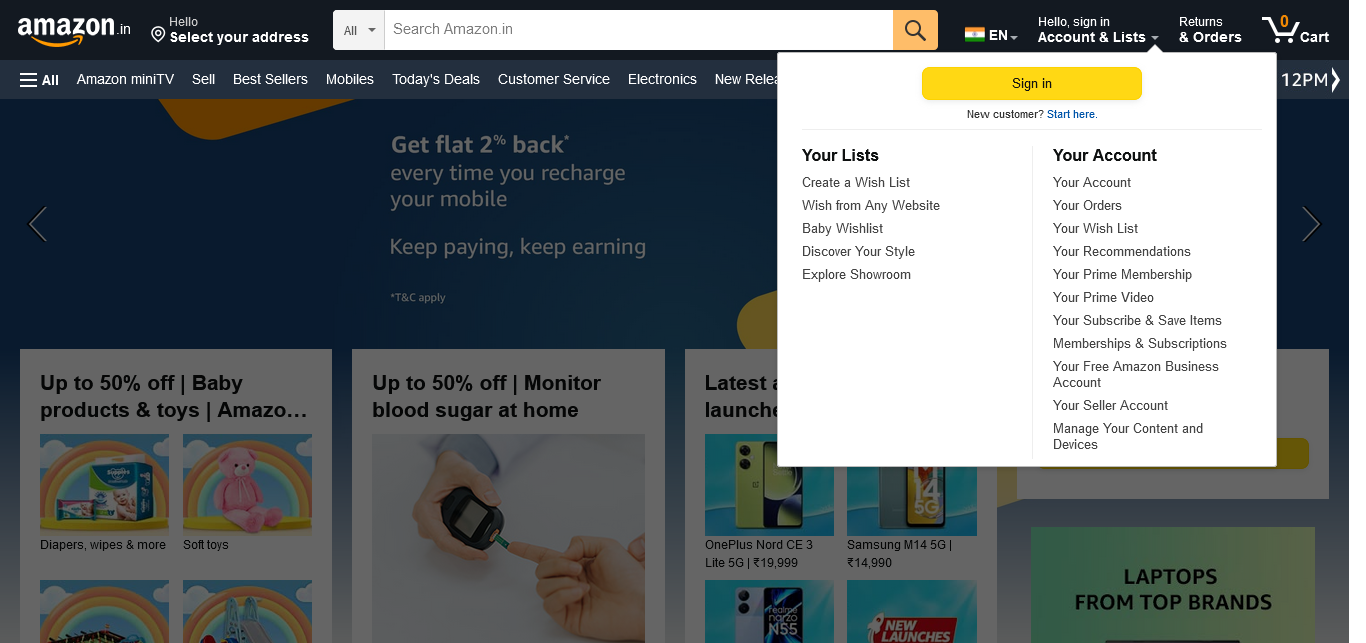 amazon.in
Hello
Select your address
All
Search Amazon.in
EN
Hello, sign in
Account & Lists
Returns
& Orders
0
Cart
All
Amazon miniTV
Sell
Best Sellers
Mobiles
Today's Deals
Customer Service
Electronics
New Relea
12PM
Sign in
New customer? Start here.
Your Lists
Create a Wish List
Wish from Any Website
Baby Wishlist
Discover Your Style
Explore Showroom
Your Account
Your Account
Your Orders
Your Wish List
Your Recommendations
Your Prime Membership
Your Prime Video
Your Subscribe & Save Items
Memberships & Subscriptions
Your Free Amazon Business
Account
Your Seller Account
Manage Your Content and
Devices
Get flat 2% back*
every time you recharge
your mobile
Keep paying, keep earning
*T&C apply
Up to 50% off | Baby
products & toys | Amazo…
Diapers, wipes & more
Soft toys
Up to 50% off | Monitor
blood sugar at home
Latest
launche
14
5G
OnePlus Nord CE 3
Lite 5G | ₹19,999
Samsung M14 5G |
₹14,990
realme
narzo
N55
NEW
LAUNCHES
LAPTOPS
FROM TOP BRANDS